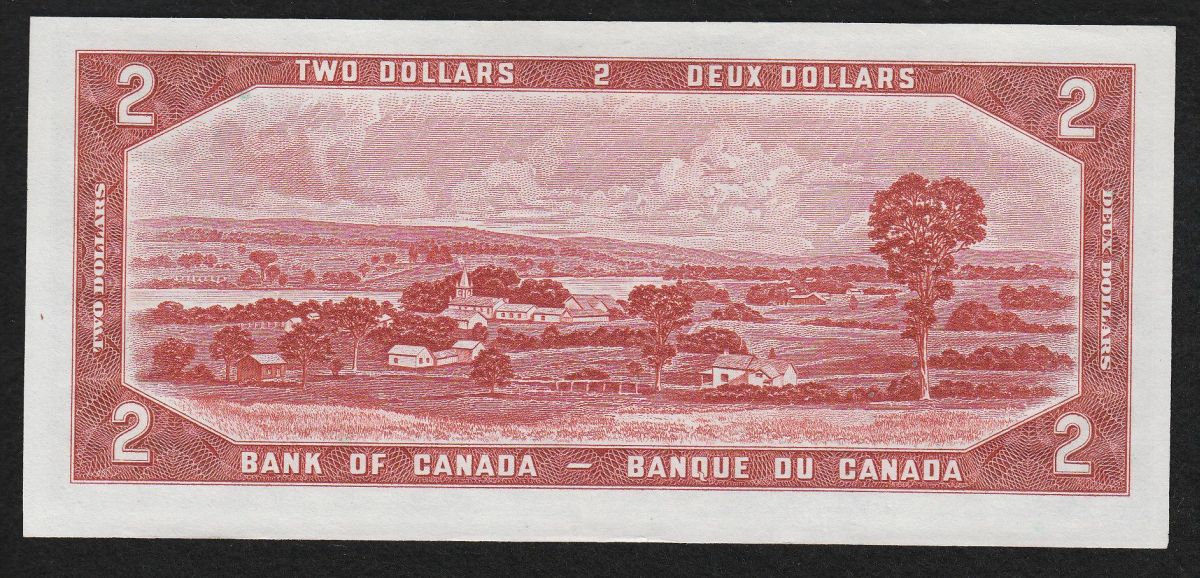 2 TWO DOLLARS 2 DEUX DOLLARS 2
TWO DOLLARS
DEUX DOLLARS
2 BANK OF CANADA — BANQUE DU CANADA 2